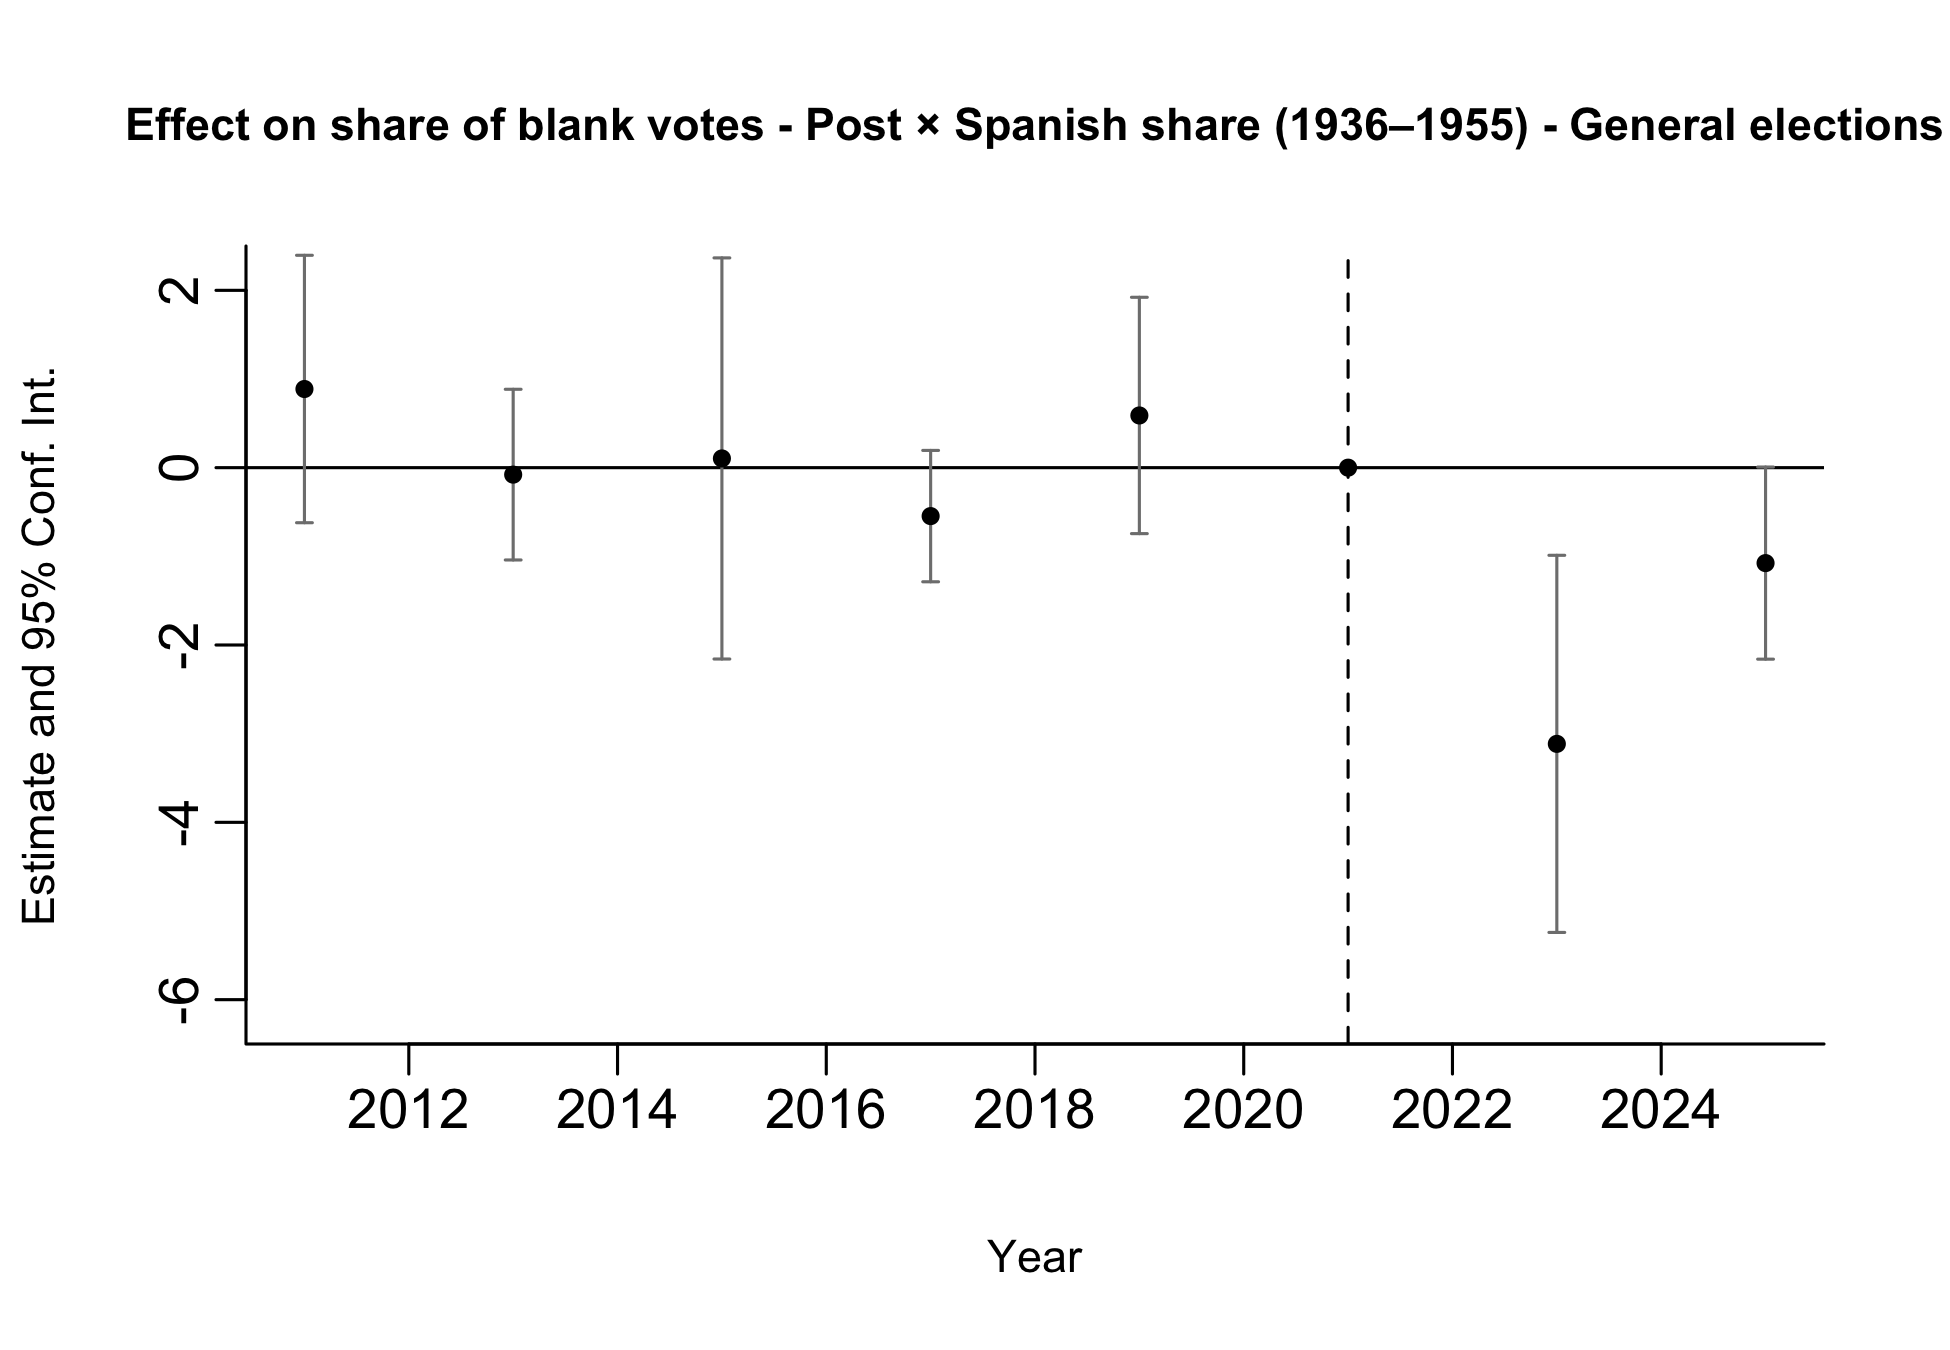 Effect on share of blank votes - Post × Spanish share (1936–1955) - General elections
Estimate and 95% Conf. Int.
2
0
-2
-4
-6
2012 2014 2016 2018 2020 2022 2024
Year